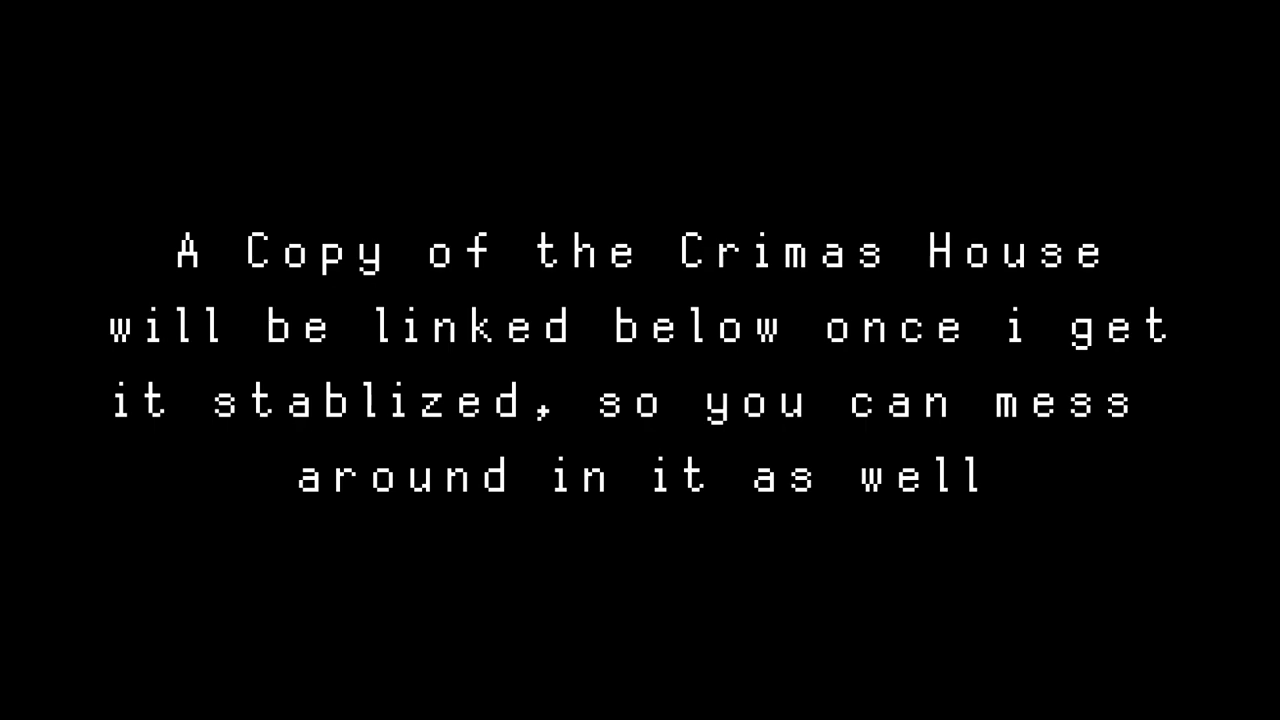 A Copy of the Crimas House
will be linked below once i get
it stablized, so you can mess
around in it as well